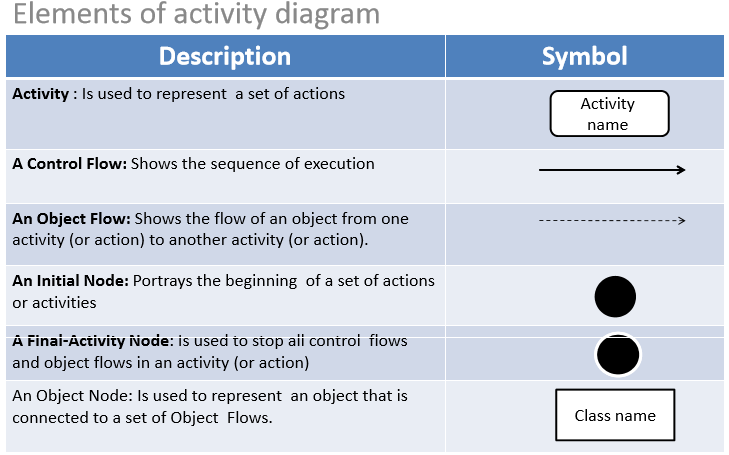 Elements of activity diagram
Description
Symbol
Activity : Is used to represent a set of actions
Activity
name
A Control Flow: Shows the sequence of execution
An Object Flow: Shows the flow of an object from one
activity (or action) to another activity (or action).
An Initial Node: Portrays the beginning of a set of actions
or activities
A Final-Activity Node: is used to stop all control flows
and object flows in an activity (or action)
An Object Node: Is used to represent an object that is
connected to a set of Object Flows.
Class name